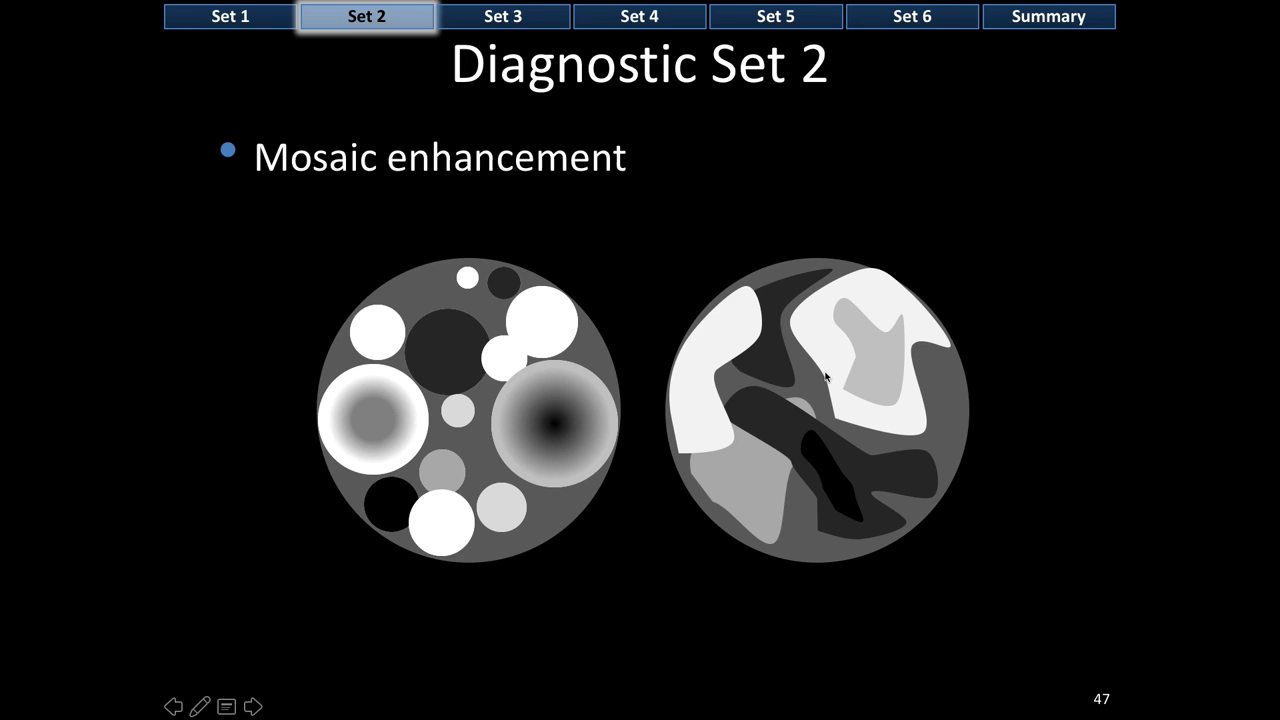 Set 1 Set 2 Set 3 Set 4 Set 5 Set 6 Summary
Diagnostic Set 2
• Mosaic enhancement
47